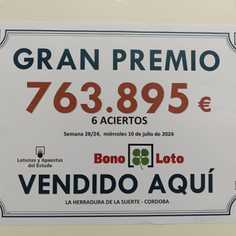 GRAN PREMIO
763.895 €
6 ACIERTOS
Semana 28/24, miércoles 10 de julio de 2024
Loterías y Apuestas
del Estado
Bono Loto
VENDIDO AQUÍ
LA HERRADURA DE LA SUERTE - CORDOBA